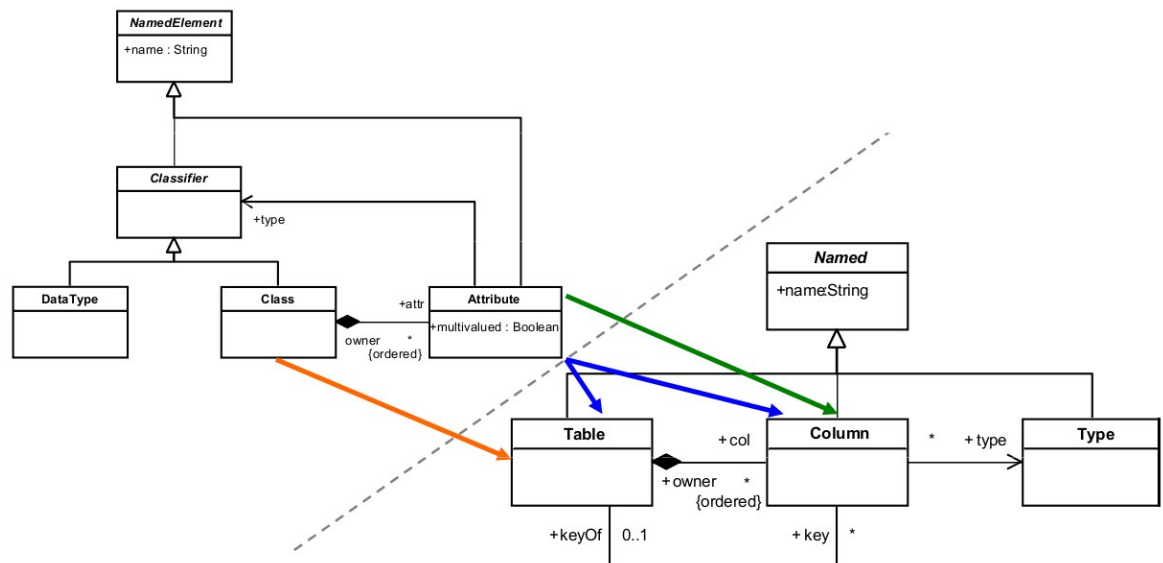 NamedElement
+name : String
Classifier
+type
DataType
Class
+attr
owner
*
{ordered}
Attribute
+multivalued : Boolean
Named
+name:String
Table
+ col
+ owner
*
{ordered}
Column
*
+ type
Type
+ keyOf
0..1
+ key
*